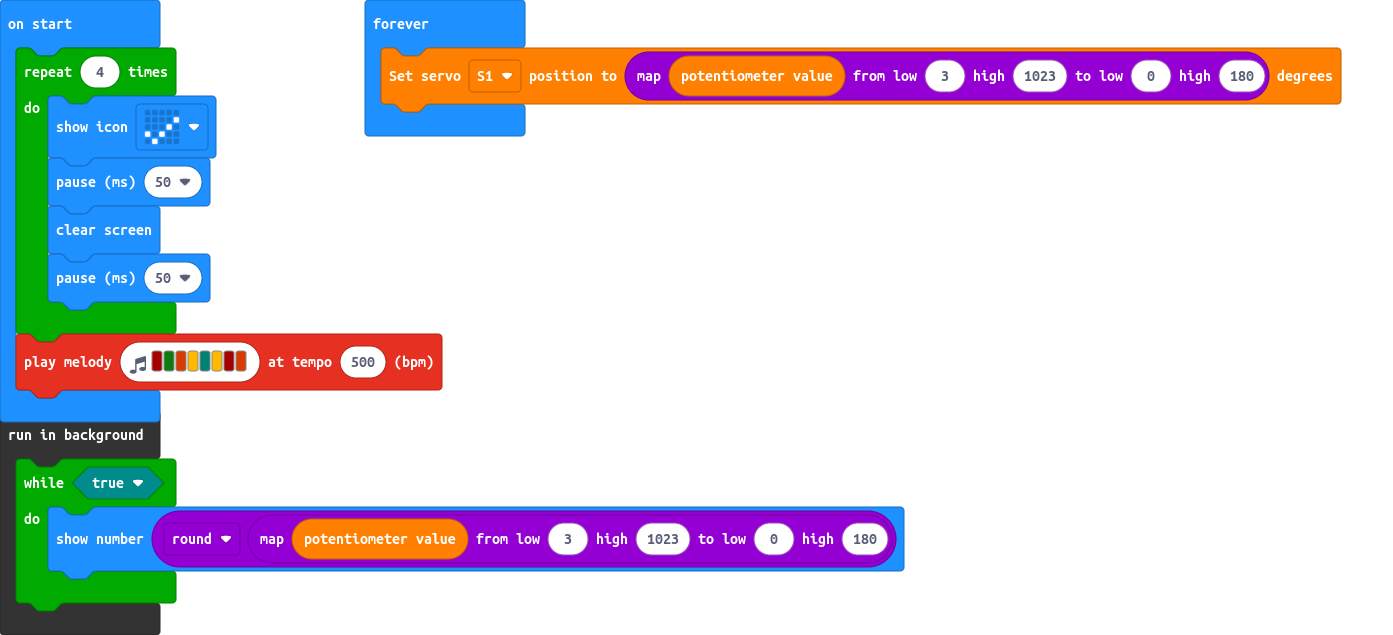 on start
repeat 4 times
do
show icon
pause (ms) 50
clear screen
pause (ms) 50
play melody at tempo 500 (bpm)
run in background
while true
do
show number round map potentiometer value from low 3 high 1023 to low 0 high 180
forever
Set servo S1 position to map potentiometer value from low 3 high 1023 to low 0 high 180 degrees